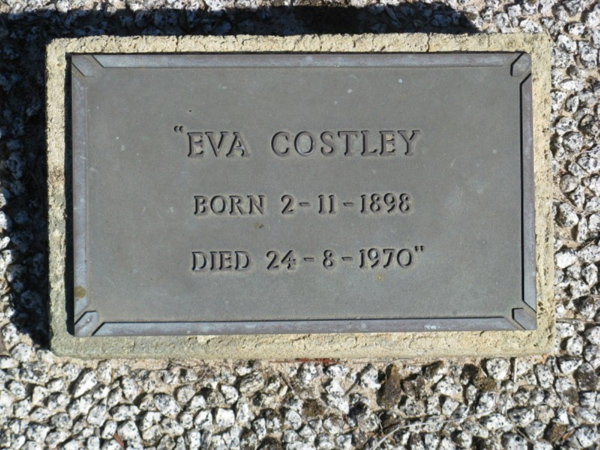 "EVA COSTLEY
BORN 2-11-1898
DIED 24-8-1970"